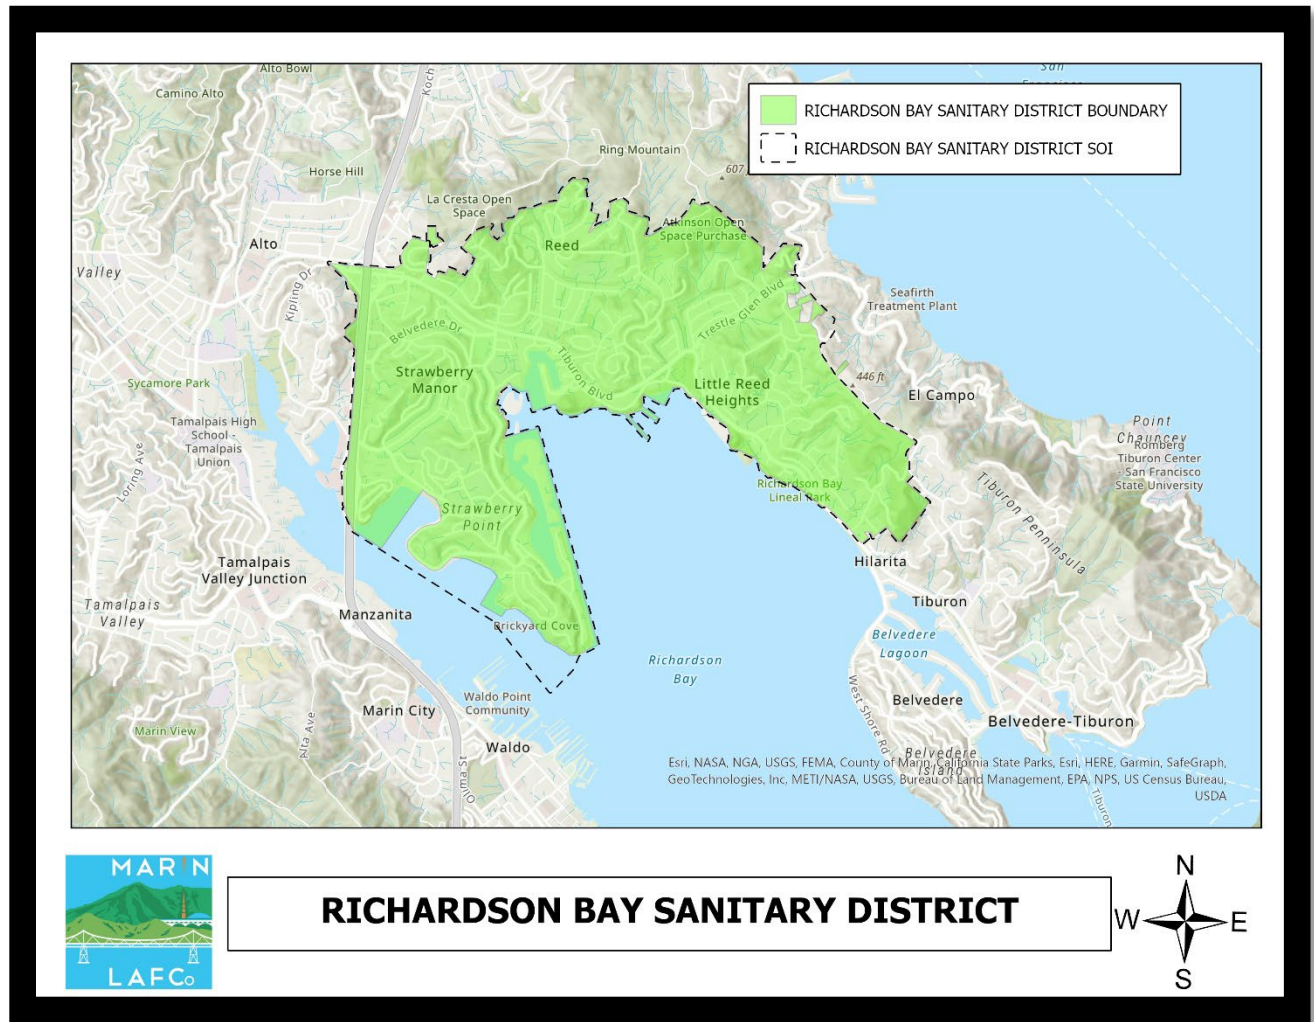 San
Francisco
Alto Bowl
Koch
Camino Alto
RICHARDSON BAY SANITARY DISTRICT BOUNDARY
RICHARDSON BAY SANITARY DISTRICT SOI
Ring Mountain
607
Horse Hill
La Cresta Open
Space
Atkinson Open
Space Purchase
Alto
Reed
Valley
Kipling Dr
Seafirth
Treatment Plant
Trestle Glen Blvd
Belvedere Dr
Tiburon Blvd
Strawberry
Manor
Little Reed
Heights
446 ft
El Campo
Sycamore Park
Tamalpais High
School -
Tamalpais
Union
Loring Ave
Point
Chauncey
Romberg
Tiburon Center
- San Francisco
State University
Richardson Bay
Lineal Park
Tiburon Penninsula
Strawberry
Point
Tamalpais
Valley Junction
Hilarita
Tamalpais
Valley
Manzanita
Tiburon
Brickyard Cove
Belvedere
Lagoon
Richardson
Bay
West Shore Rd
Waldo Point
Community
Marin City
Belvedere
Marin View
Alta Ave
Belvedere-Tiburon
Waldo
Belvedere
Island
Olima St
Tiburon
Esri, NASA, NGA, USGS, FEMA, County of Marin, California State Parks, Esri, HERE, Garmin, SafeGraph,
GeoTechnologies, Inc, METI/NASA, USGS, Bureau of Land Management, EPA, NPS, US Census Bureau,
USDA
MARIN
LAFCo
RICHARDSON BAY SANITARY DISTRICT
N
W
E
S